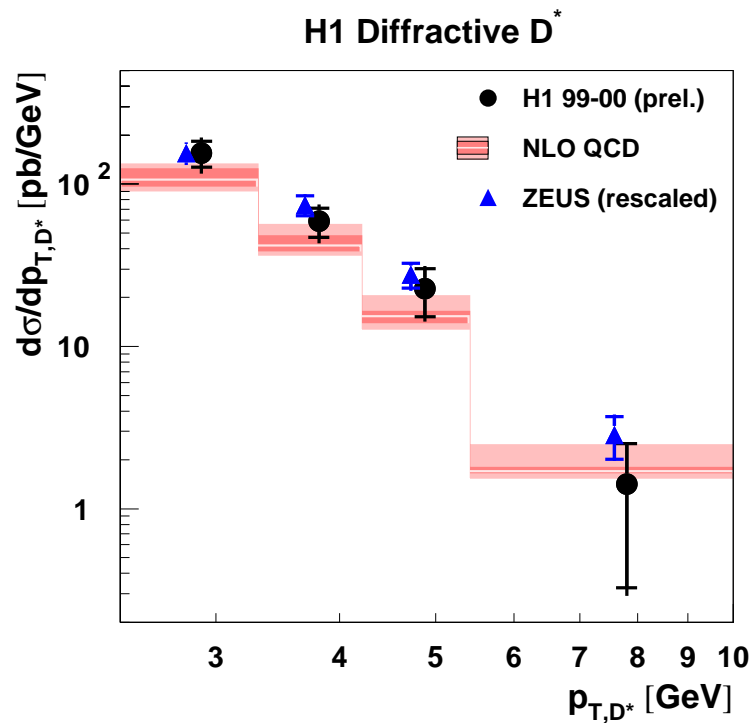 H1 Diffractive D*
dσ/dp_T,D* [pb/GeV]
H1 99-00 (prel.)
NLO QCD
ZEUS (rescaled)
10²
10
1
3 4 5 6 7 8 9 10
p_T,D* [GeV]